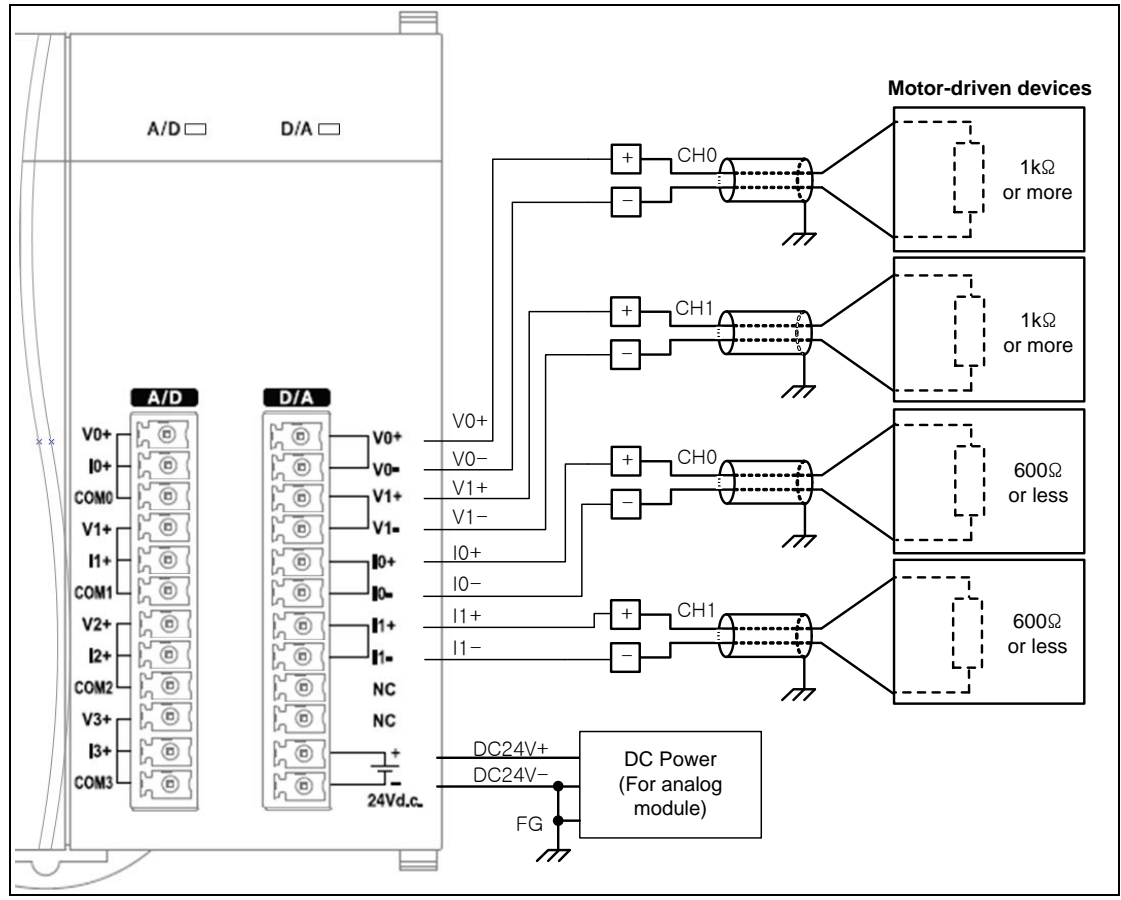 Motor-driven devices
A/D
D/A
+
CH0
−
1kΩ
or more
+
CH1
−
1kΩ
or more
A/D
D/A
V0+
I0+
COM0
V1+
I1+
COM1
V2+
I2+
COM2
V3+
I3+
COM3
V0+
V0-
V1+
V1-
I0+
I0-
I1+
I1-
NC
NC
+
−
24Vd.c.
V0+
V0−
V1+
V1−
I0+
I0−
I1+
I1−
+
CH0
−
600Ω
or less
+
CH1
−
600Ω
or less
DC24V+
DC24V−
FG
DC Power
(For analog
module)